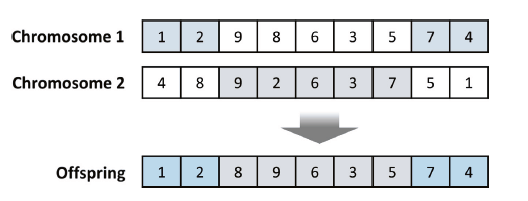 Chromosome 1 1 2 9 8 6 3 5 7 4
Chromosome 2 4 8 9 2 6 3 7 5 1
Offspring 1 2 8 9 6 3 5 7 4